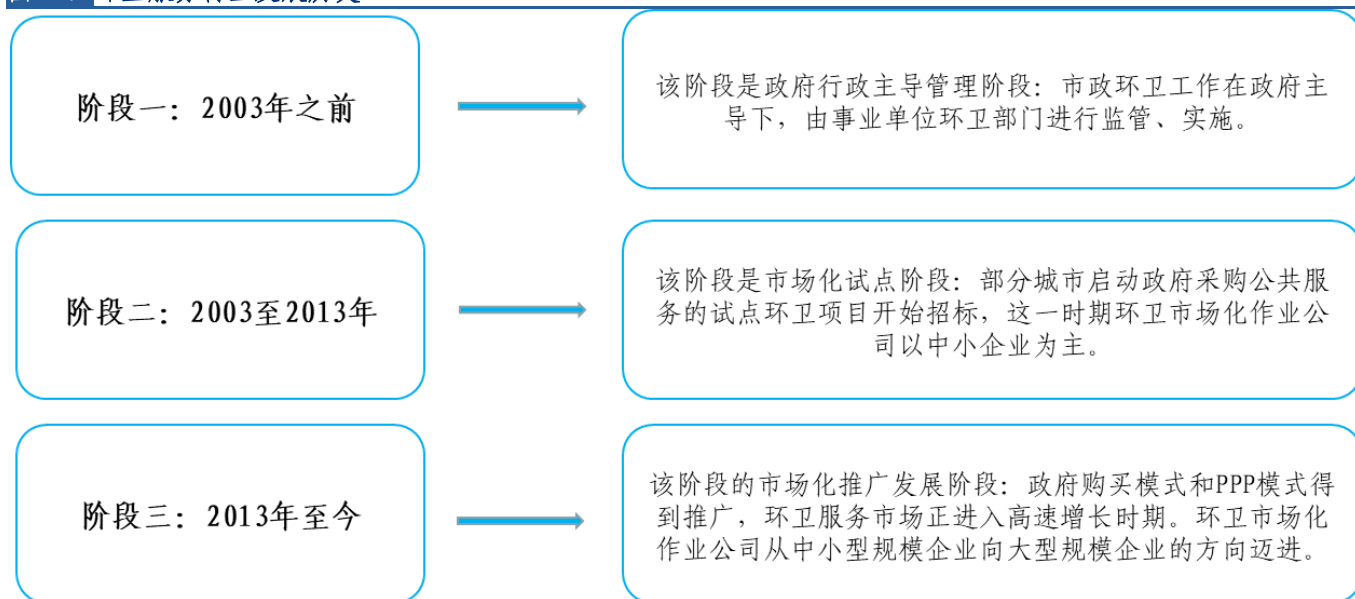 阶段一：2003年之前
该阶段是政府行政主导管理阶段：市政环卫工作在政府主
导下，由事业单位环卫部门进行监管、实施。
阶段二：2003至2013年
该阶段是市场化试点阶段：部分城市启动政府采购公共服
务的试点环卫项目开始招标，这一时期环卫市场化作业公
司以中小企业为主。
阶段三：2013年至今
该阶段的市场化推广发展阶段：政府购买模式和PPP模式得
到推广，环卫服务市场正进入高速增长时期。环卫市场化
作业公司从中小型规模企业向大型规模企业的方向迈进。